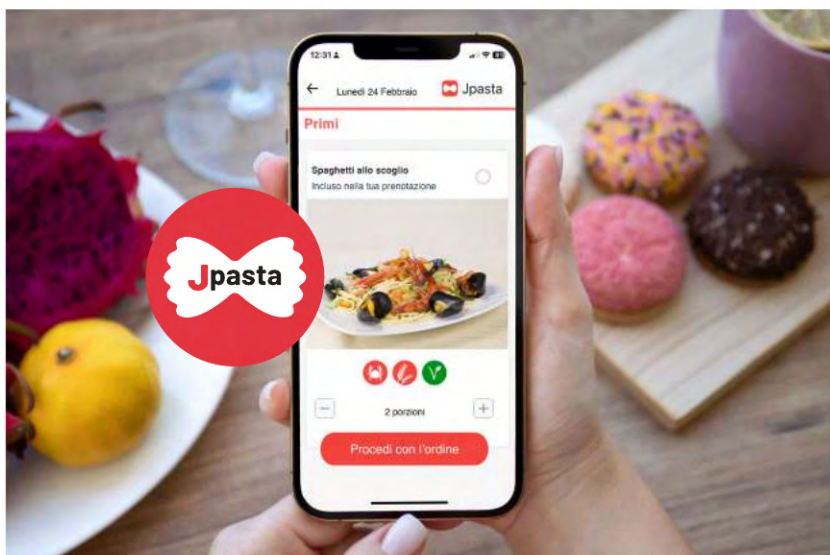 12:31
Lunedì 24 Febbraio
Jpasta
Primi
Spaghetti allo scoglio
Incluso nella tua prenotazione
Jpasta
2 porzioni
Procedi con l'ordine